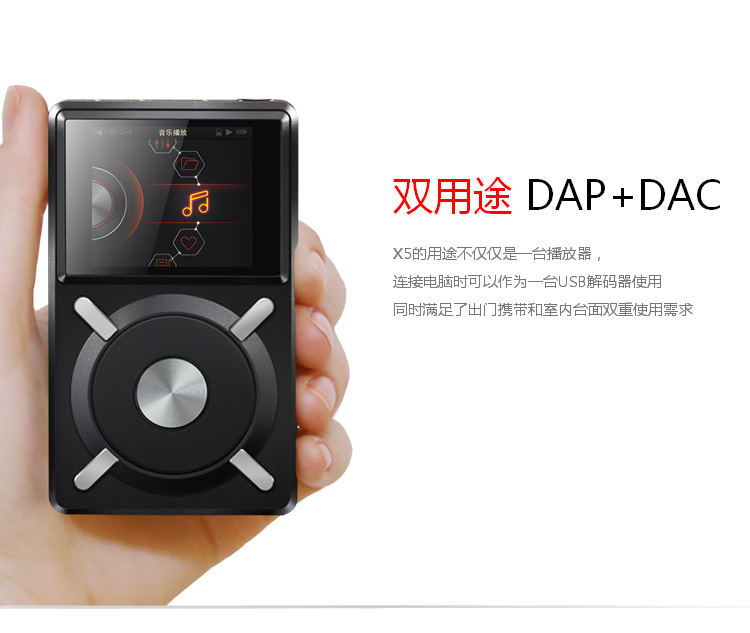 音乐播放
双用途 DAP+DAC
X5的用途不仅仅是一台播放器，
连接电脑时可以作为一台USB解码器使用
同时满足了出门携带和室内台面双重使用需求